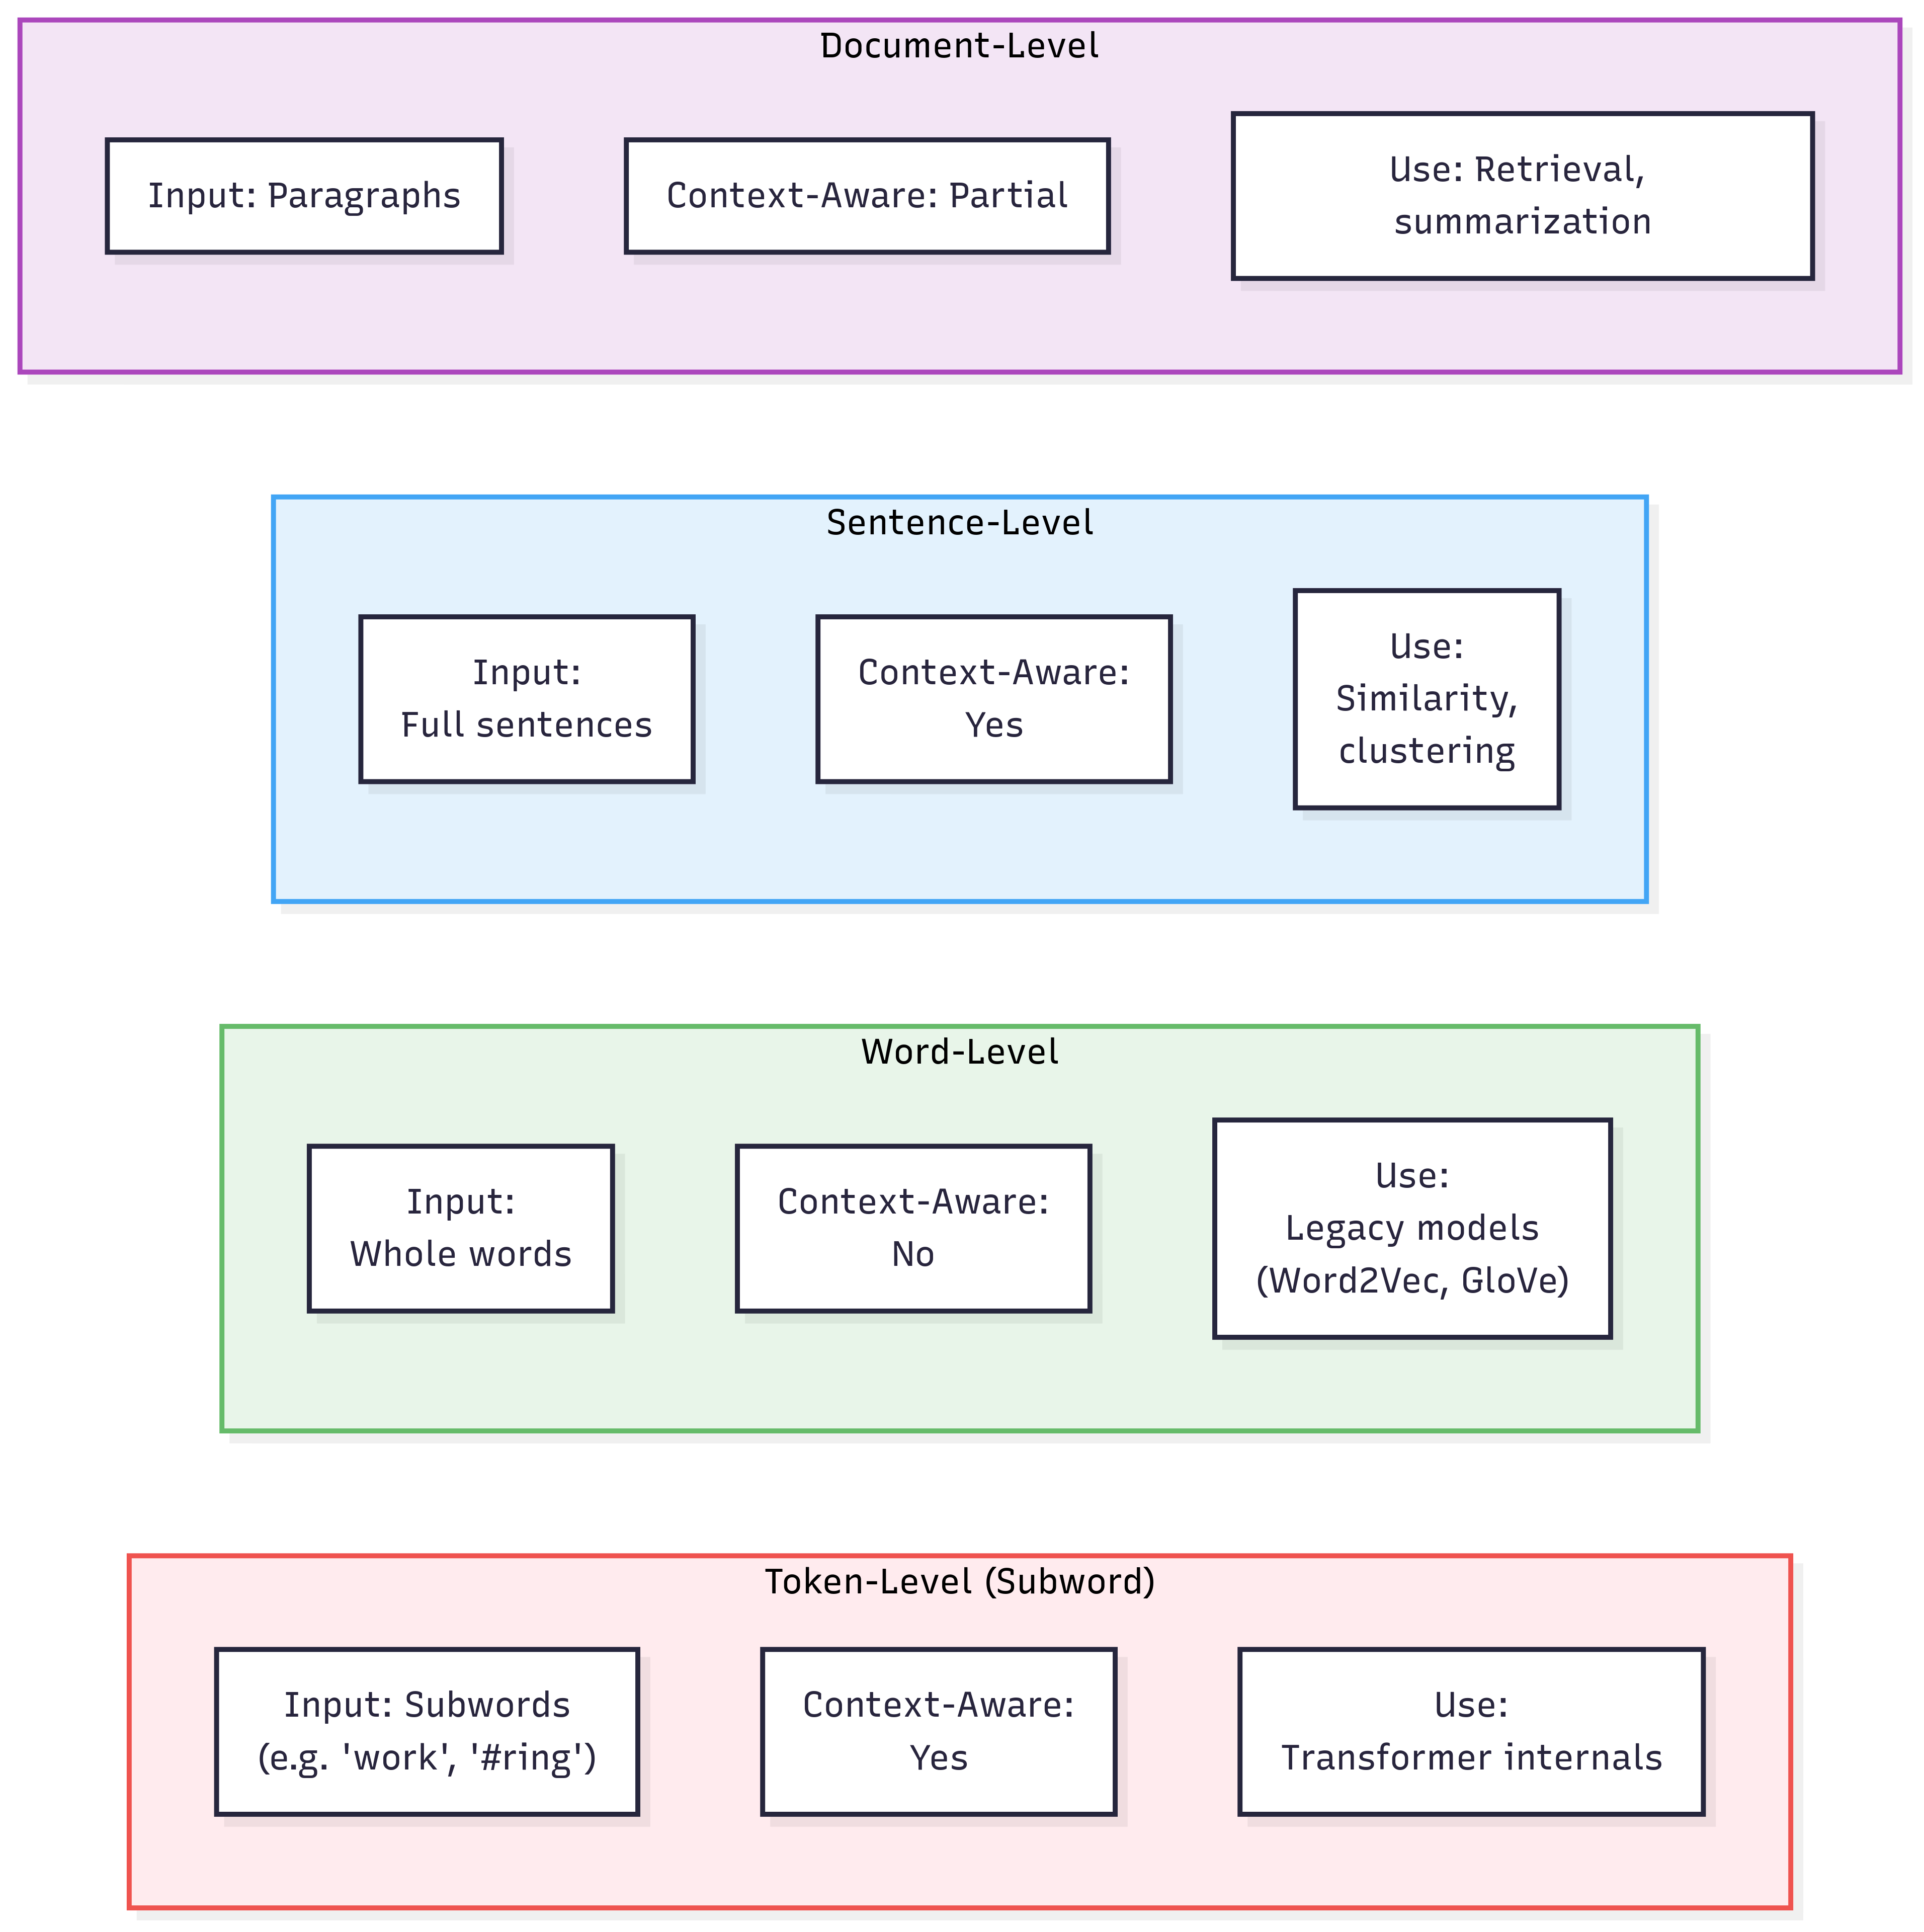 Document-Level
Input: Paragraphs
Context-Aware: Partial
Use: Retrieval,
summarization
Sentence-Level
Input:
Full sentences
Context-Aware:
Yes
Use:
Similarity,
clustering
Word-Level
Input:
Whole words
Context-Aware:
No
Use:
Legacy models
(Word2Vec, GloVe)
Token-Level (Subword)
Input: Subwords
(e.g. 'work', '#ring')
Context-Aware:
Yes
Use:
Transformer internals